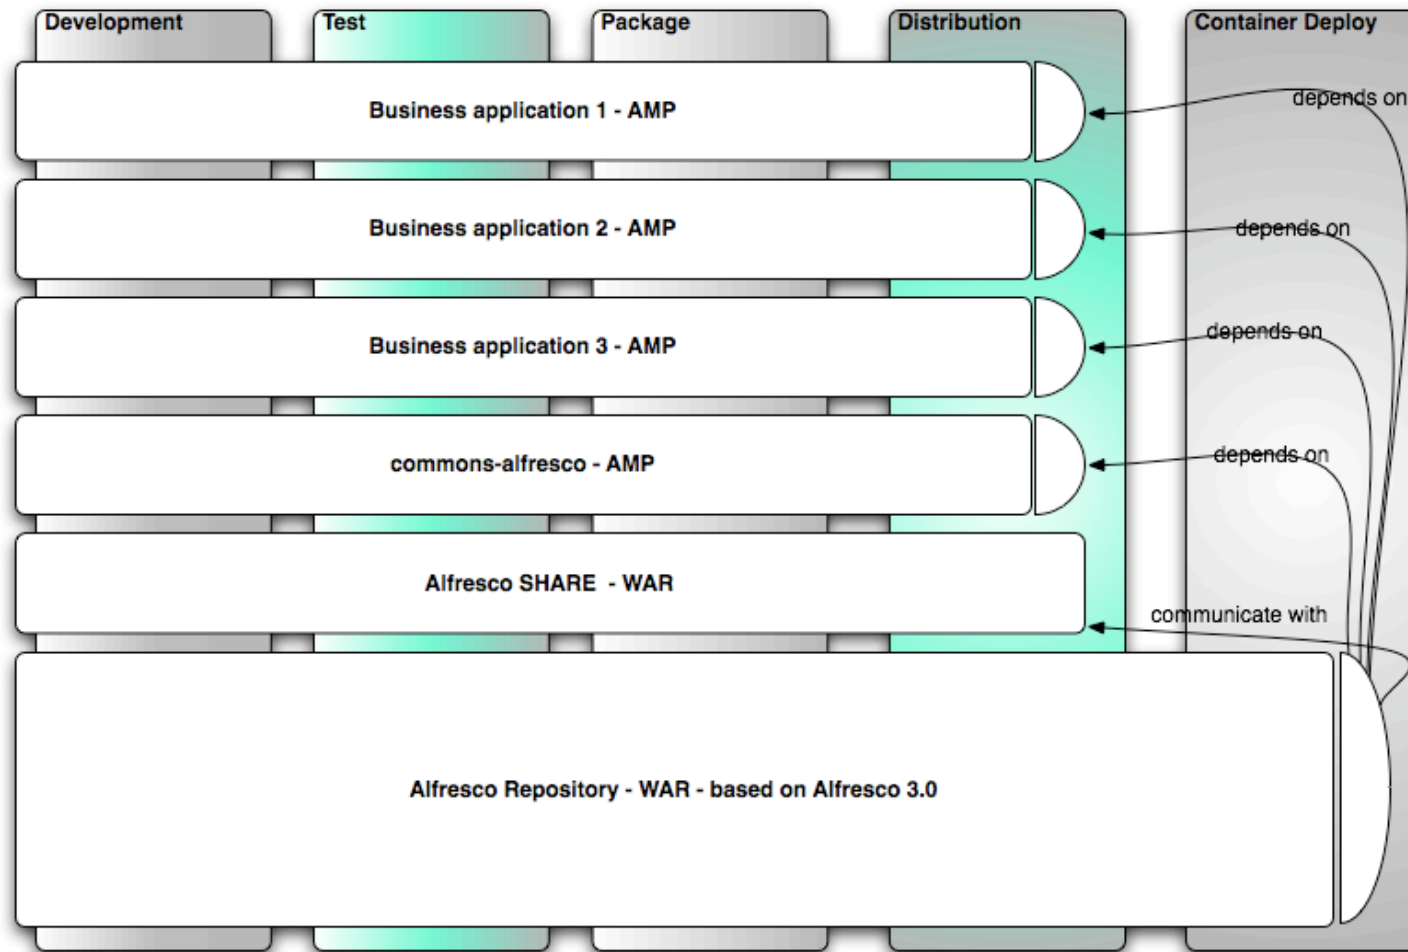 Development
Test
Package
Distribution
Container Deploy
Business application 1 - AMP
depends on
Business application 2 - AMP
depends on
Business application 3 - AMP
depends on
commons-alfresco - AMP
depends on
Alfresco SHARE - WAR
communicate with
Alfresco Repository - WAR - based on Alfresco 3.0